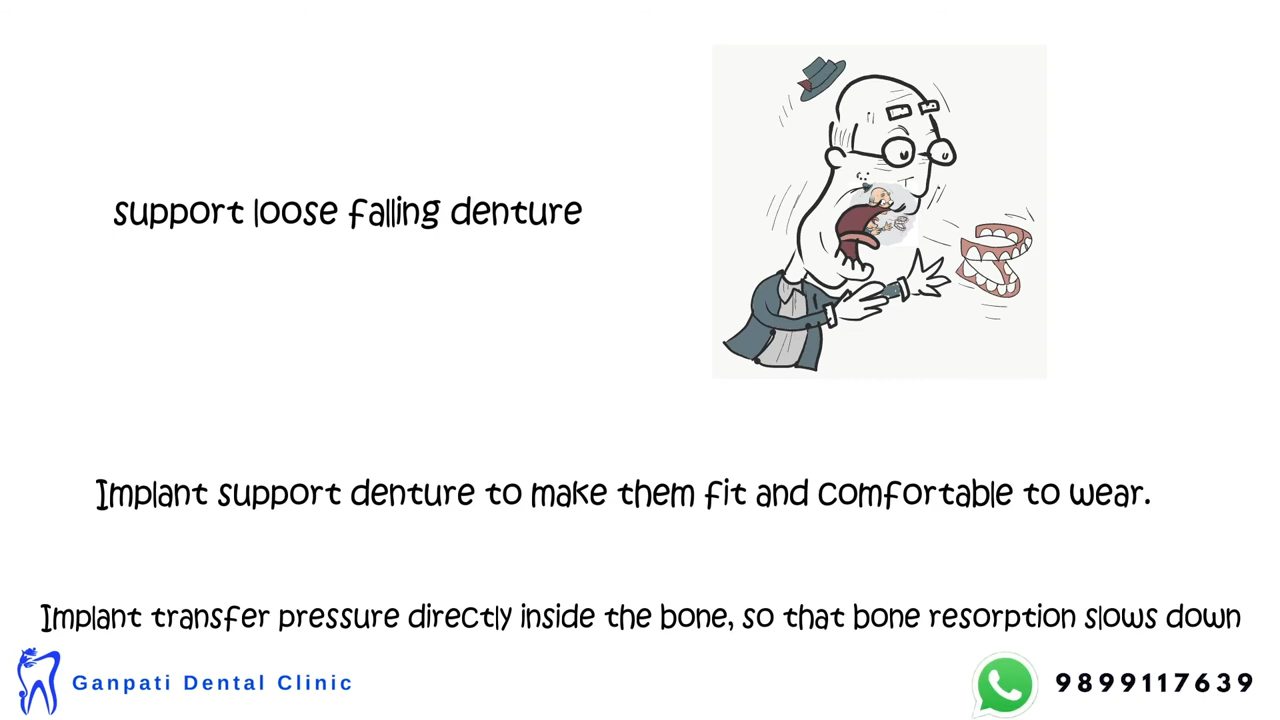 support loose falling denture
Implant support denture to make them fit and comfortable to wear.
Implant transfer pressure directly inside the bone, so that bone resorption slows down
Ganpati Dental Clinic
9899117639